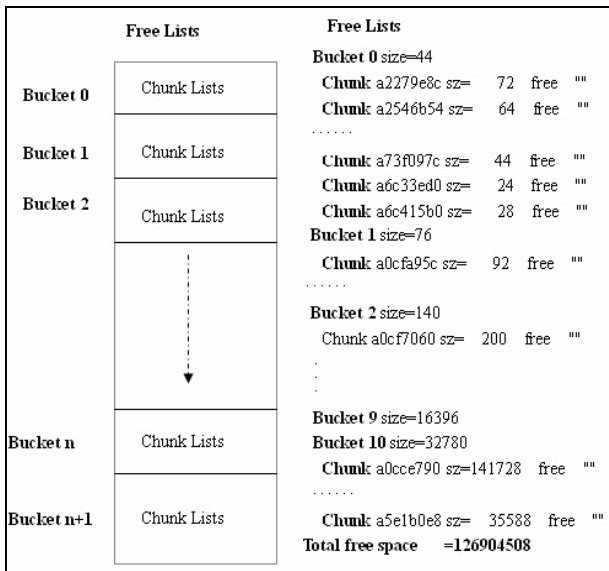 Free Lists
Bucket 0
Chunk Lists
Bucket 1
Chunk Lists
Bucket 2
Chunk Lists
Bucket n
Chunk Lists
Bucket n+1
Chunk Lists
Free Lists
Bucket 0 size=44
Chunk a2279e8c sz= 72 free ""
Chunk a2546b54 sz= 64 free ""
......
Chunk a73f097c sz= 44 free ""
Chunk a6c33ed0 sz= 24 free ""
Chunk a6c415b0 sz= 28 free ""
Bucket 1 size=76
Chunk a0cfa95c sz= 92 free ""
......
Bucket 2 size=140
Chunk a0cf7060 sz= 200 free ""
.
.
.
Bucket 9 size=16396
Bucket 10 size=32780
Chunk a0cce790 sz=141728 free ""
......
Chunk a5e1b0e8 sz= 35588 free ""
Total free space =126904508